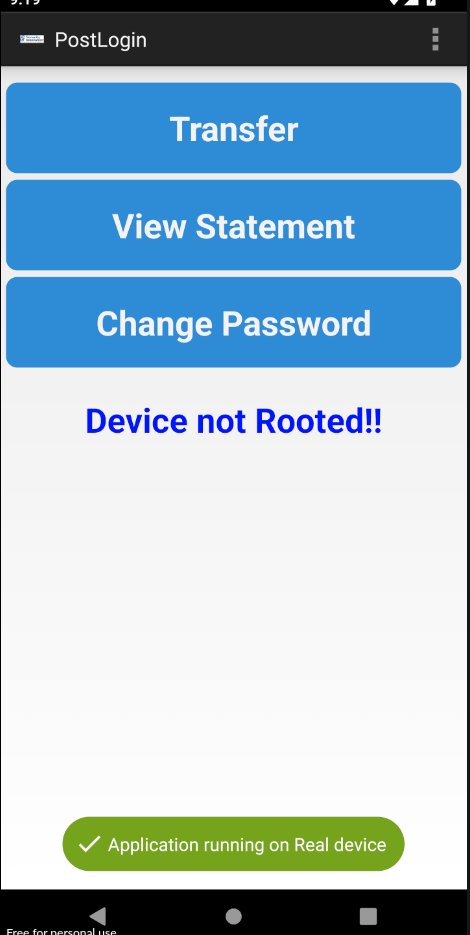 9:19
PostLogin
Transfer
View Statement
Change Password
Device not Rooted!!
Application running on Real device
Free for personal use